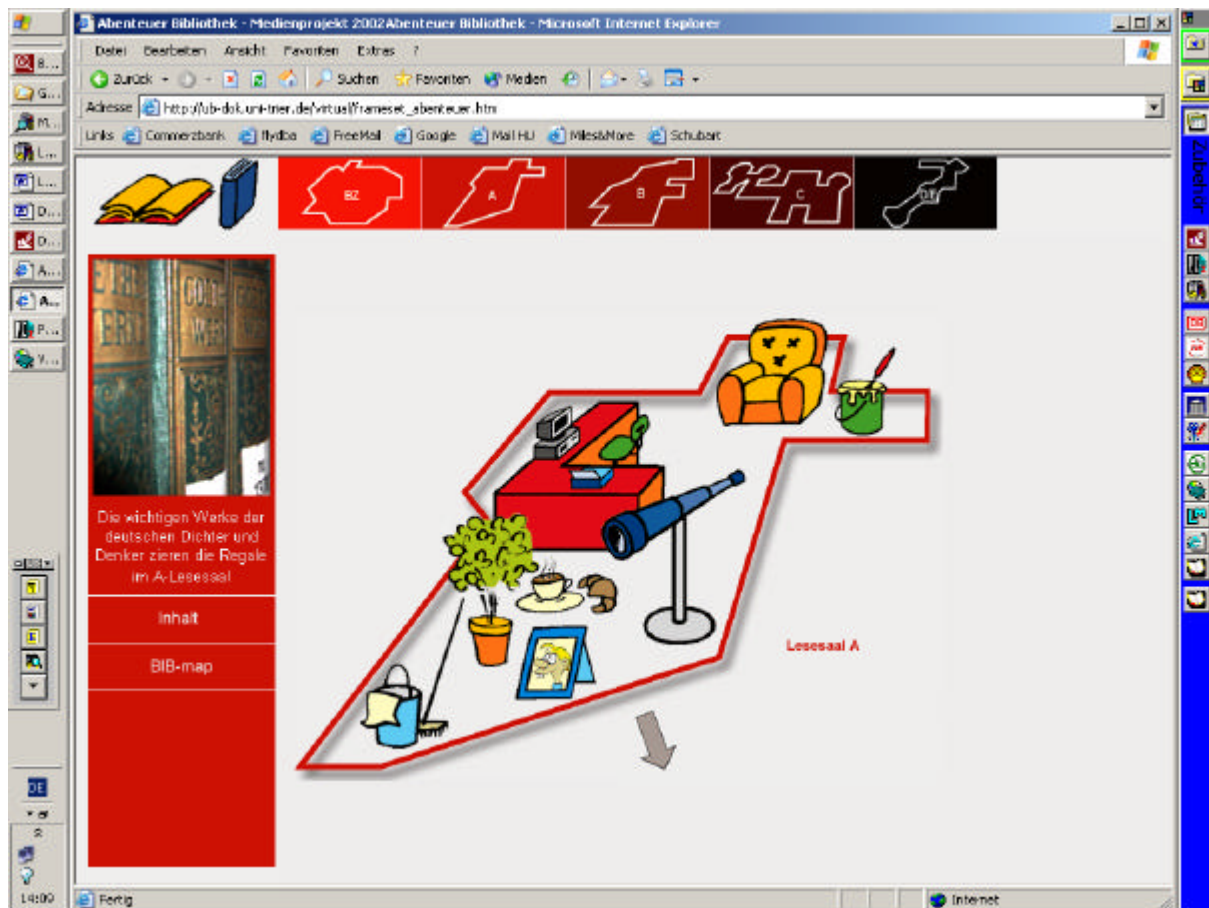 Abenteuer Bibliothek - Medienprojekt 2002Abenteuer Bibliothek - Microsoft Internet Explorer
Datei Bearbeiten Ansicht Favoriten Extras ?
Zurück Suchen Favoriten Medien
Adresse http://ub-dok.uni-trier.de/virtual/frameset_abenteuer.htm
Links Commerzbank flydba FreeMail Google Mail HU Miles&More Schubart
BZ A B C D/E
Die wichtigen Werke der
deutschen Dichter und
Denker zieren die Regale
im A-Lesesaal
Inhalt
BIB-map
Lesesaal A
8...
G...
M...
L...
L...
D...
D...
A...
A...
P...
V...
DE
14:09
Fertig Internet
Zubehör